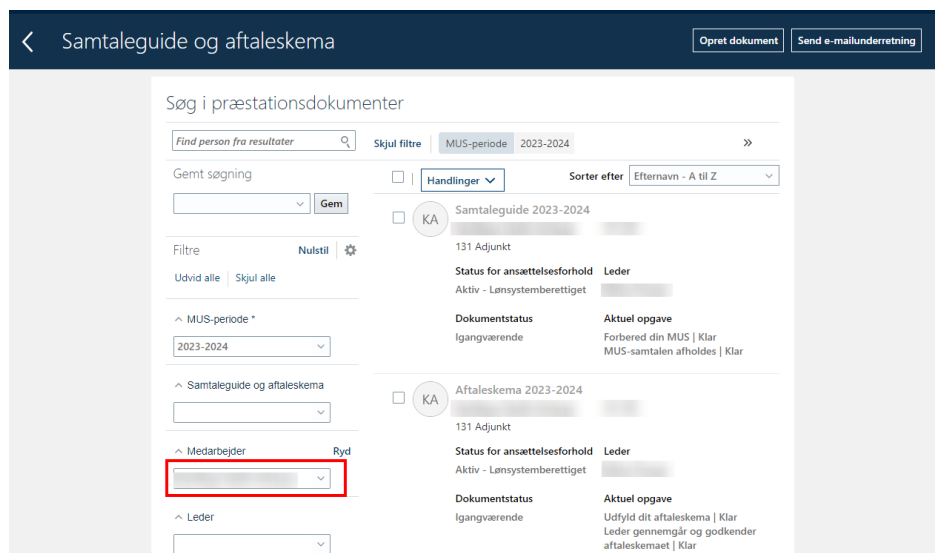 Samtaleguide og aftaleskema
Opret dokument
Send e-mailunderretning
Søg i præstationsdokumenter
Find person fra resultater
Gemt søgning
Gem
Filtre
Nulstil
Udvid alle
Skjul alle
MUS-periode *
2023-2024
Samtaleguide og aftaleskema
Medarbejder
Ryd
Leder
Skjul filtre
MUS-periode 2023-2024
Handlinger
Sorter efter
Efternavn - A til Z
KA
Samtaleguide 2023-2024
131 Adjunkt
Status for ansættelsesforhold
Aktiv - Lønsystemberettiget
Leder
Dokumentstatus
Igangværende
Aktuel opgave
Forbered din MUS | Klar
MUS-samtalen afholdes | Klar
KA
Aftaleskema 2023-2024
131 Adjunkt
Status for ansættelsesforhold
Aktiv - Lønsystemberettiget
Leder
Dokumentstatus
Igangværende
Aktuel opgave
Udfyld dit aftaleskema | Klar
Leder gennemgår og godkender
aftaleskemaet | Klar